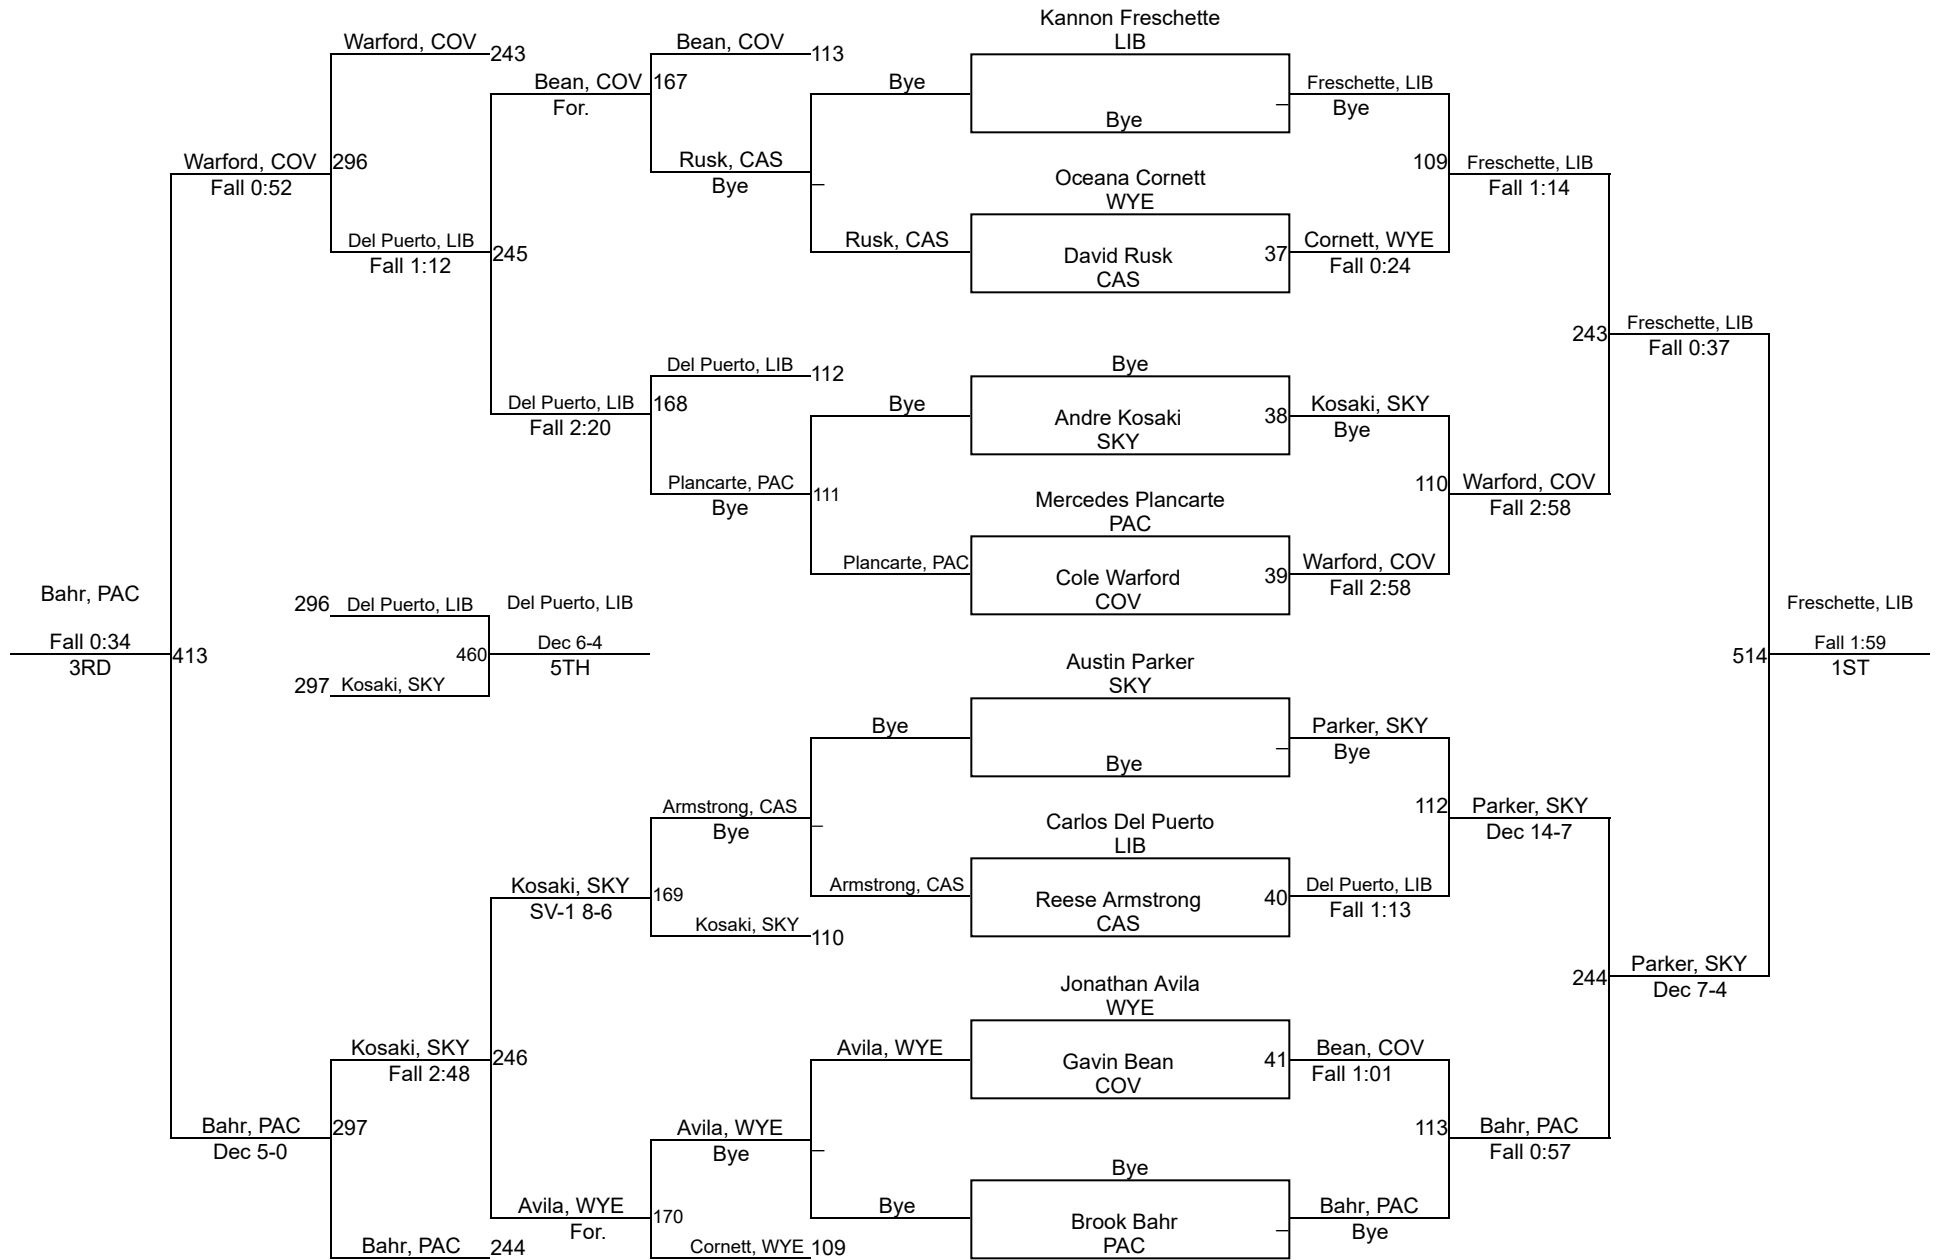 Kannon Freschette
Warford, COV
Bean, COV
LIB
243
113
Bean, COV
167
Bye
Freschette, LIB
For.
Bye
Bye
Warford, COV
296
Rusk, CAS
109
Freschette, LIB
Fall 0:52
Bye
_
Oceana Cornett
WYE
Fall 1:14
Del Puerto, LIB
245
Rusk, CAS
David Rusk
CAS
37
Cornett, WYE
Fall 1:12
Fall 0:24
243
Freschette, LIB
Fall 0:37
Del Puerto, LIB
112
Bye
Del Puerto, LIB
168
Bye
Andre Kosaki
SKY
38
Kosaki, SKY
Fall 2:20
Bye
Plancarte, PAC
111
110
Warford, COV
Bye
Mercedes Plancarte
PAC
Fall 2:58
Plancarte, PAC
Cole Warford
COV
39
Warford, COV
Fall 2:58
Bahr, PAC
296
Del Puerto, LIB
Del Puerto, LIB
Freschette, LIB
Fall 0:34
413
460
Dec 6-4
514
Fall 1:59
3RD
5TH
1ST
297
Kosaki, SKY
Austin Parker
SKY
Bye
Parker, SKY
_
Bye
Bye
Armstrong, CAS
112
Parker, SKY
Bye
_
Carlos Del Puerto
LIB
Dec 14-7
Kosaki, SKY
169
Armstrong, CAS
Reese Armstrong
CAS
40
Del Puerto, LIB
SV-1 8-6
Fall 1:13
Kosaki, SKY
110
244
Parker, SKY
Dec 7-4
Jonathan Avila
WYE
Kosaki, SKY
246
Avila, WYE
Gavin Bean
COV
41
Bean, COV
Fall 2:48
Fall 1:01
Bahr, PAC
297
Avila, WYE
113
Bahr, PAC
Dec 5-0
Bye
_
Fall 0:57
Bye
Avila, WYE
170
Bye
Brook Bahr
PAC
_
Bahr, PAC
For.
Bye
Bahr, PAC
244
Cornett, WYE
109